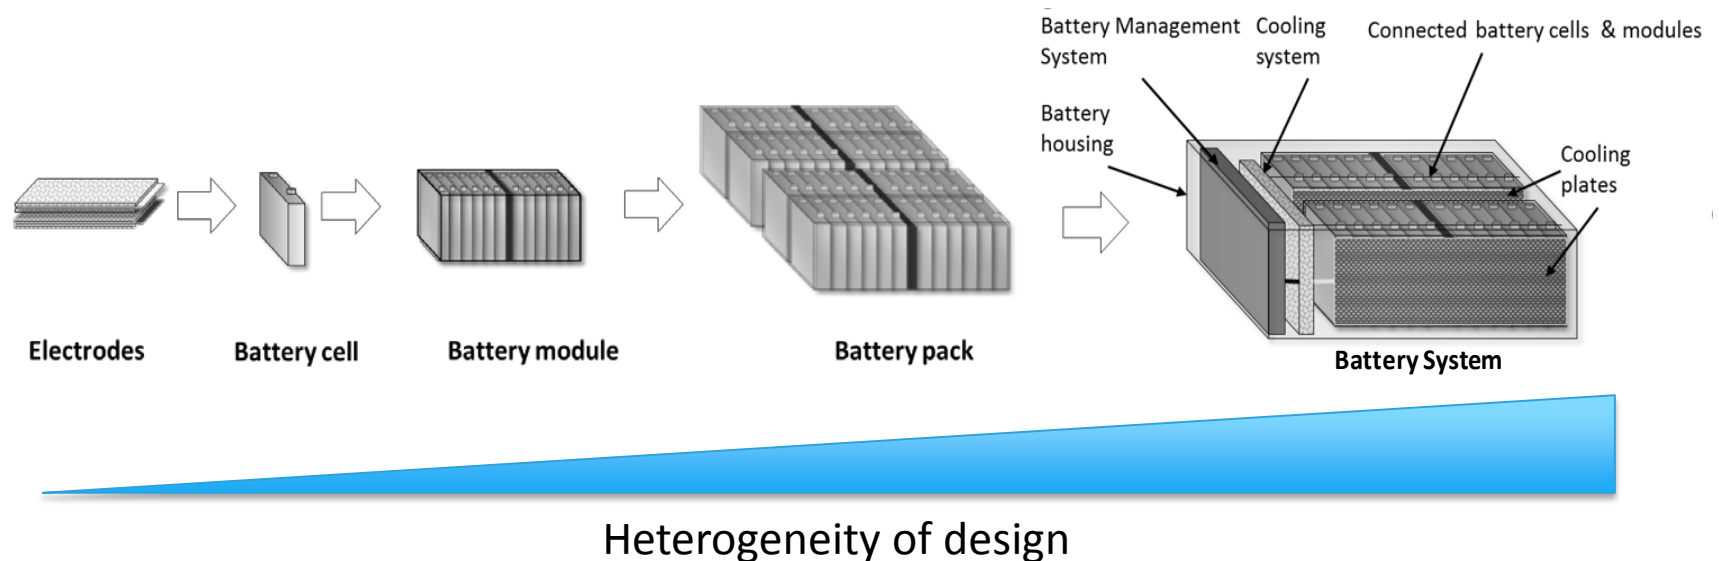 Battery Management
System
Cooling
system
Connected battery cells & modules
Battery
housing
Cooling
plates
Electrodes
Battery cell
Battery module
Battery pack
Battery System
Heterogeneity of design